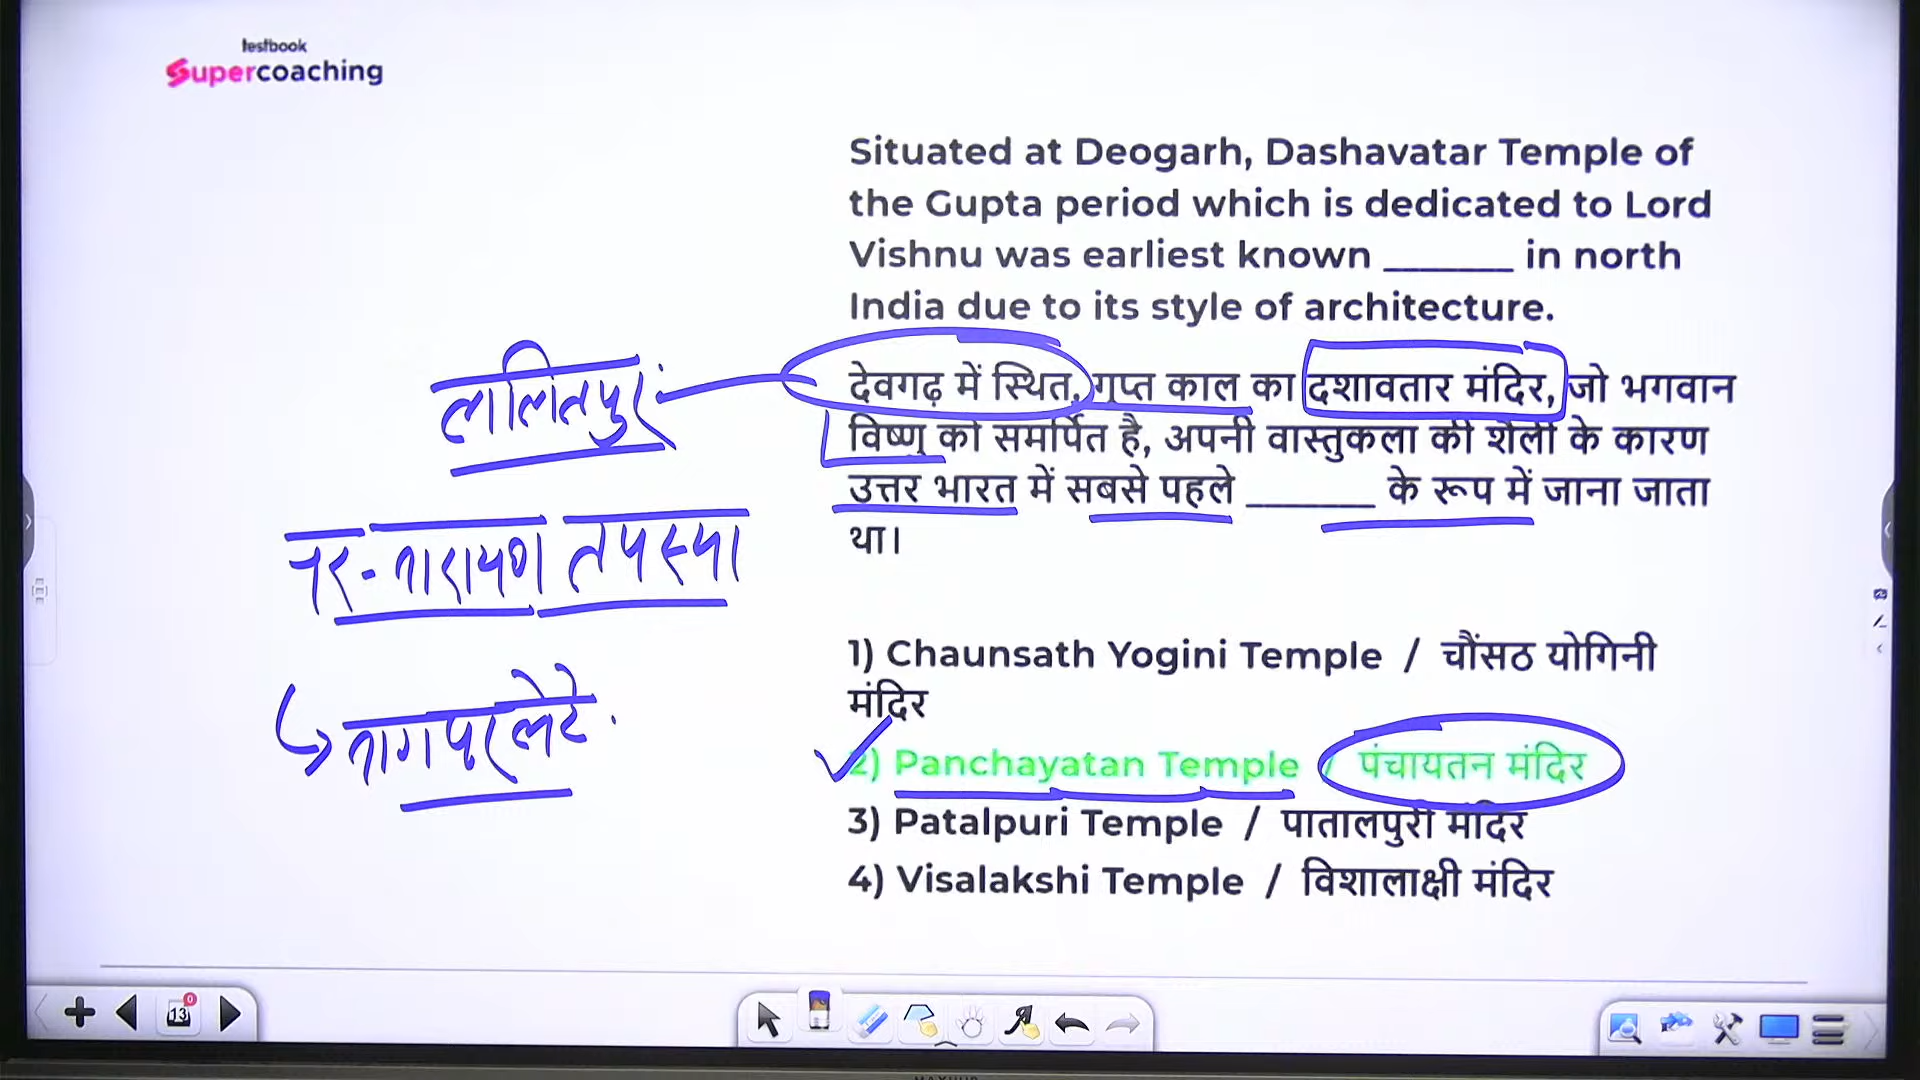 testbook
Supercoaching
Situated at Deogarh, Dashavatar Temple of
the Gupta period which is dedicated to Lord
Vishnu was earliest known _______ in north
India due to its style of architecture.
देवगढ़ में स्थित, गुप्त काल का दशावतार मंदिर, जो भगवान
विष्णु को समर्पित है, अपनी वास्तुकला की शैली के कारण
उत्तर भारत में सबसे पहले _______ के रूप में जाना जाता
था।
ललितपुर
नर-नारायण तपस्या
नाग पर लेटे
1) Chaunsath Yogini Temple / चौंसठ योगिनी
मंदिर
2) Panchayatan Temple / पंचायतन मंदिर
3) Patalpuri Temple / पातालपुरी मंदिर
4) Visalakshi Temple / विशालाक्षी मंदिर
13
0